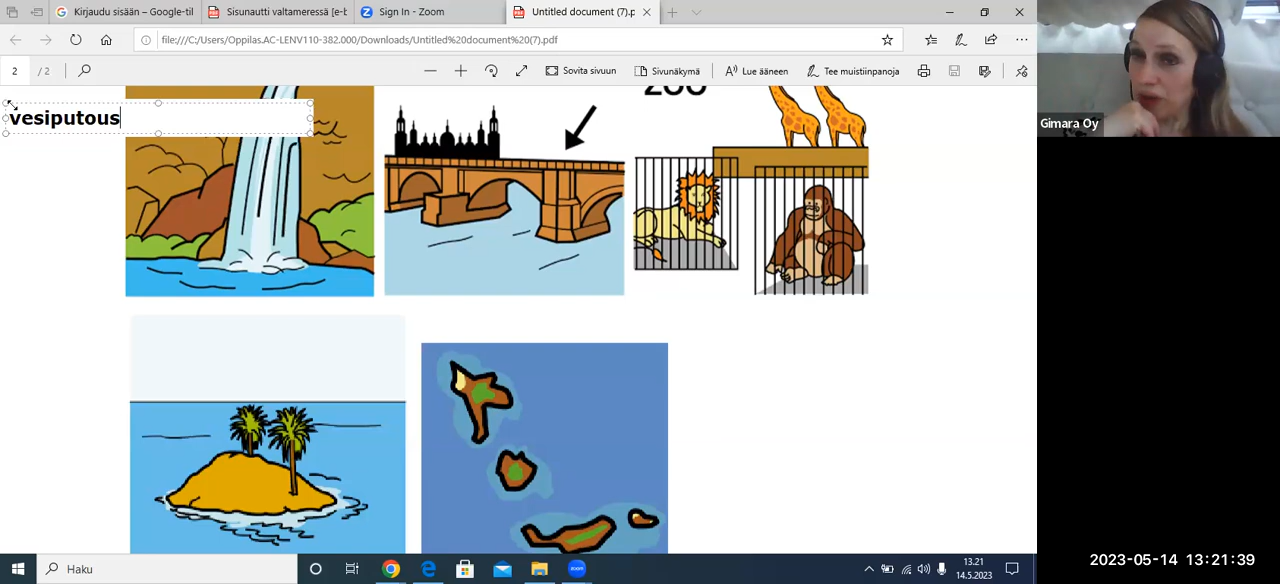 Kirjaudu sisään – Google-til
Sisunautti valtameressä [e-b
Sign In - Zoom
Untitled document (7).p
file:///C:/Users/Oppilas.AC-LENV110-382.000/Downloads/Untitled%20document%20(7).pdf
2 / 2
Sovita sivuun
Sivunäkymä
Lue ääneen
Tee muistiinpanoja
ZOO
vesiputous
Gimara Oy
Haku
zoom
13.21
14.5.2023
2023-05-14 13:21:39